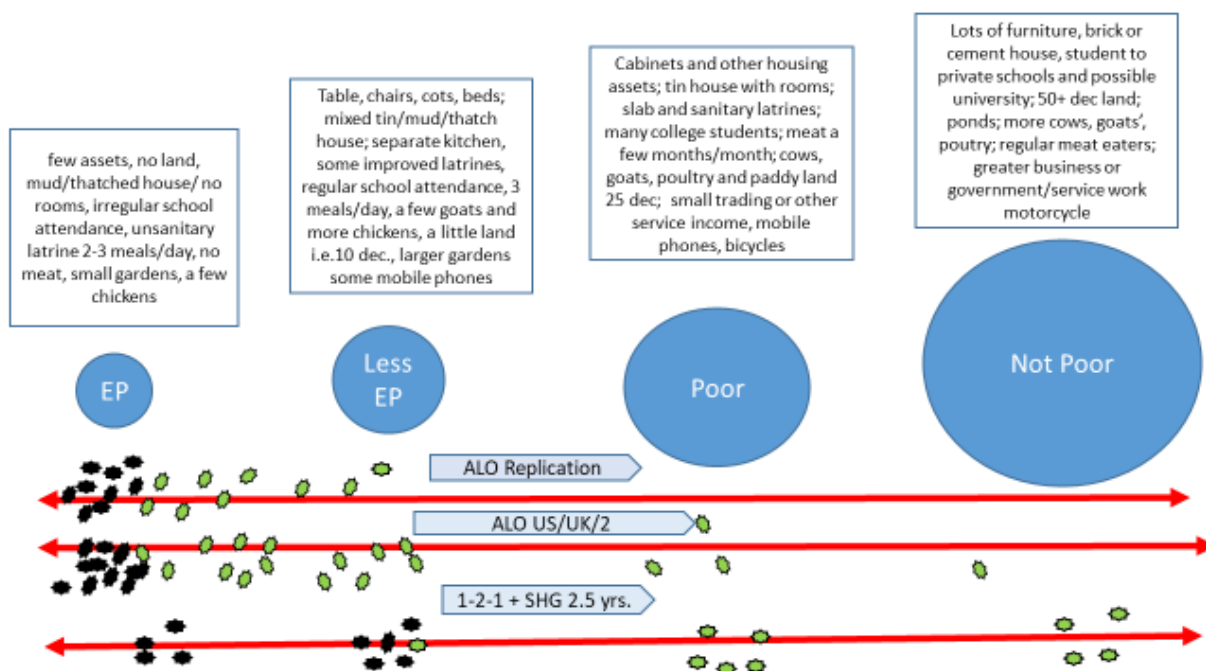 few assets, no land,
mud/thatched house/ no
rooms, irregular school
attendance, unsanitary
latrine 2-3 meals/day, no
meat, small gardens, a few
chickens
Table, chairs, cots, beds;
mixed tin/mud/thatch
house; separate kitchen,
some improved latrines,
regular school attendance, 3
meals/day, a few goats and
more chickens, a little land
i.e.10 dec., larger gardens
some mobile phones
Cabinets and other housing
assets; tin house with rooms;
slab and sanitary latrines;
many college students; meat a
few months/month; cows,
goats, poultry and paddy land
25 dec;  small trading or other
service income, mobile
phones, bicycles
Lots of furniture, brick or
cement house, student to
private schools and possible
university; 50+ dec land;
ponds; more cows, goats',
poutry; regular meat eaters;
greater business or
government/service work
motorcycle
EP
Less
EP
Poor
Not Poor
ALO Replication
ALO US/UK/2
1-2-1 + SHG 2.5 yrs.